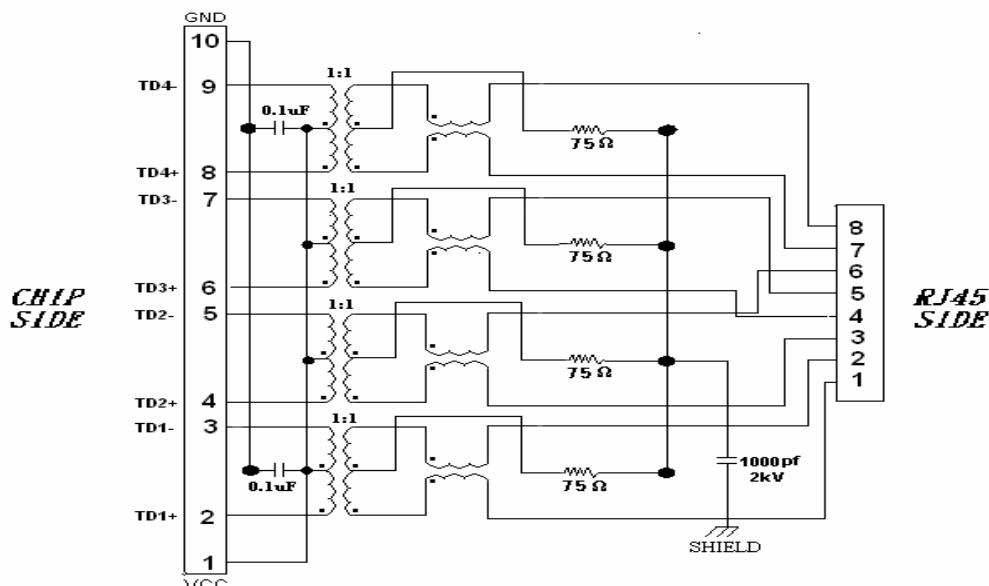 GND
10
TD4- 9
1:1
0.1uF
75Ω
TD4+ 8
TD3- 7
1:1
75Ω
TD3+ 6
TD2- 5
1:1
75Ω
TD2+ 4
TD1- 3
1:1
0.1uF
75Ω
TD1+ 2
1
VCC
CHIP
SIDE
8
7
6
5
4
3
2
1
RJ45
SIDE
1000pf
2kV
SHIELD